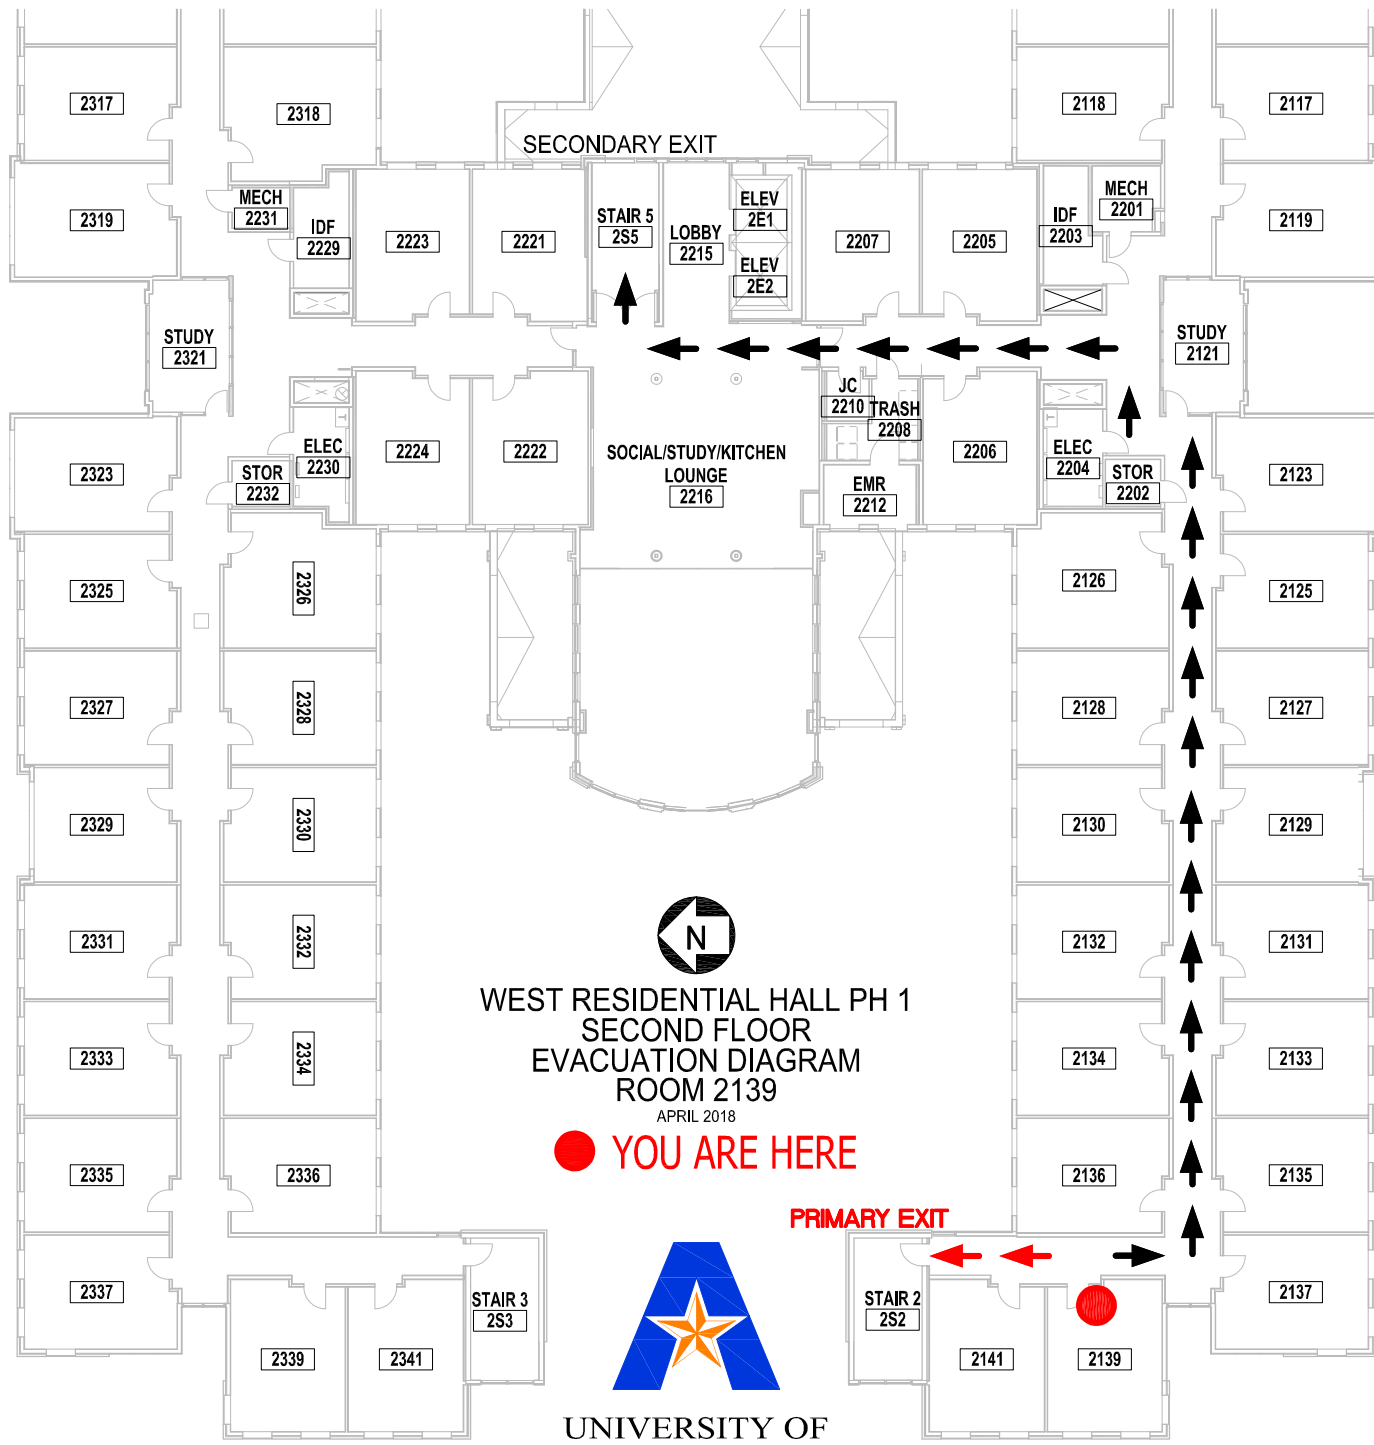 2317
2318
2118
2117
SECONDARY EXIT
MECH
2231
IDF
2229
2319
2223
2221
STAIR 5
2S5
LOBBY
2215
ELEV
2E1
ELEV
2E2
2207
2205
IDF
2203
MECH
2201
2119
STUDY
2321
STUDY
2121
JC
2210
TRASH
2208
2323
STOR
2232
ELEC
2230
2224
2222
SOCIAL/STUDY/KITCHEN
LOUNGE
2216
EMR
2212
2206
ELEC
2204
STOR
2202
2123
2325
2326
2126
2125
2327
2328
2128
2127
2329
2330
2130
2129
2331
2332
N
2132
2131
WEST RESIDENTIAL HALL PH 1
SECOND FLOOR
EVACUATION DIAGRAM
ROOM 2139
APRIL 2018
YOU ARE HERE
2333
2334
2134
2133
2335
2336
2136
2135
PRIMARY EXIT
2337
STAIR 3
2S3
STAIR 2
2S2
2137
2339
2341
2141
2139
UNIVERSITY OF